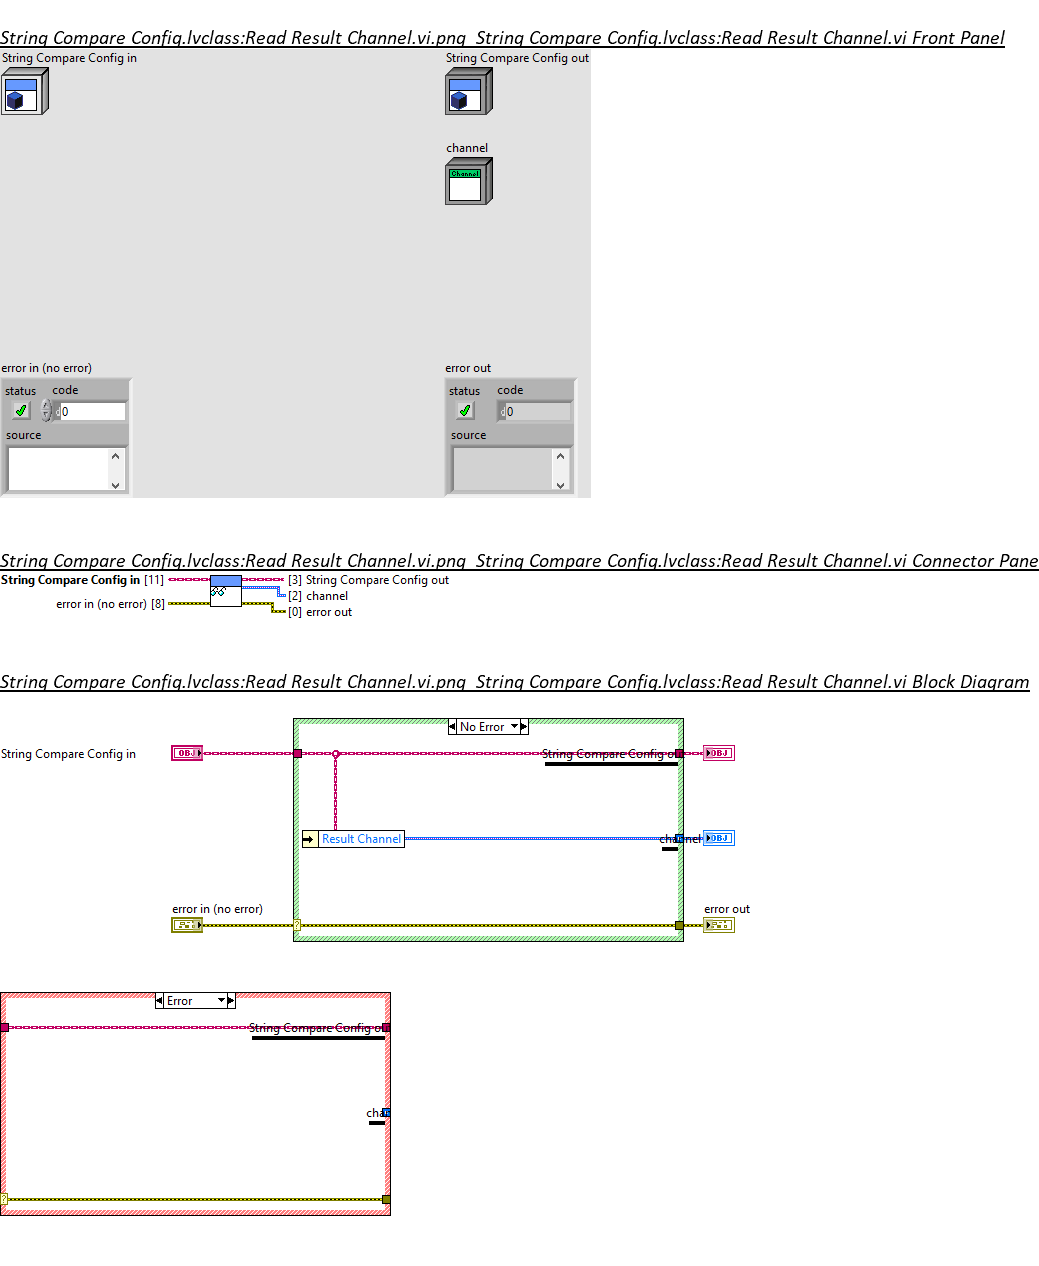 String Compare Config.lvclass:Read Result Channel.vi.png String Compare Config.lvclass:Read Result Channel.vi Front Panel
String Compare Config in
String Compare Config out
channel
Channel
error in (no error)
error out
status code
0
source
status code
0
source
String Compare Config.lvclass:Read Result Channel.vi.png String Compare Config.lvclass:Read Result Channel.vi Connector Pane
String Compare Config in [11]
[3] String Compare Config out
[2] channel
error in (no error) [8]
[0] error out
String Compare Config.lvclass:Read Result Channel.vi.png String Compare Config.lvclass:Read Result Channel.vi Block Diagram
No Error
String Compare Config in
OBJ
String Compare Config out
OBJ
Result Channel
channel
OBJ
error in (no error)
error out
?
Error
String Compare Config ou
chan
?